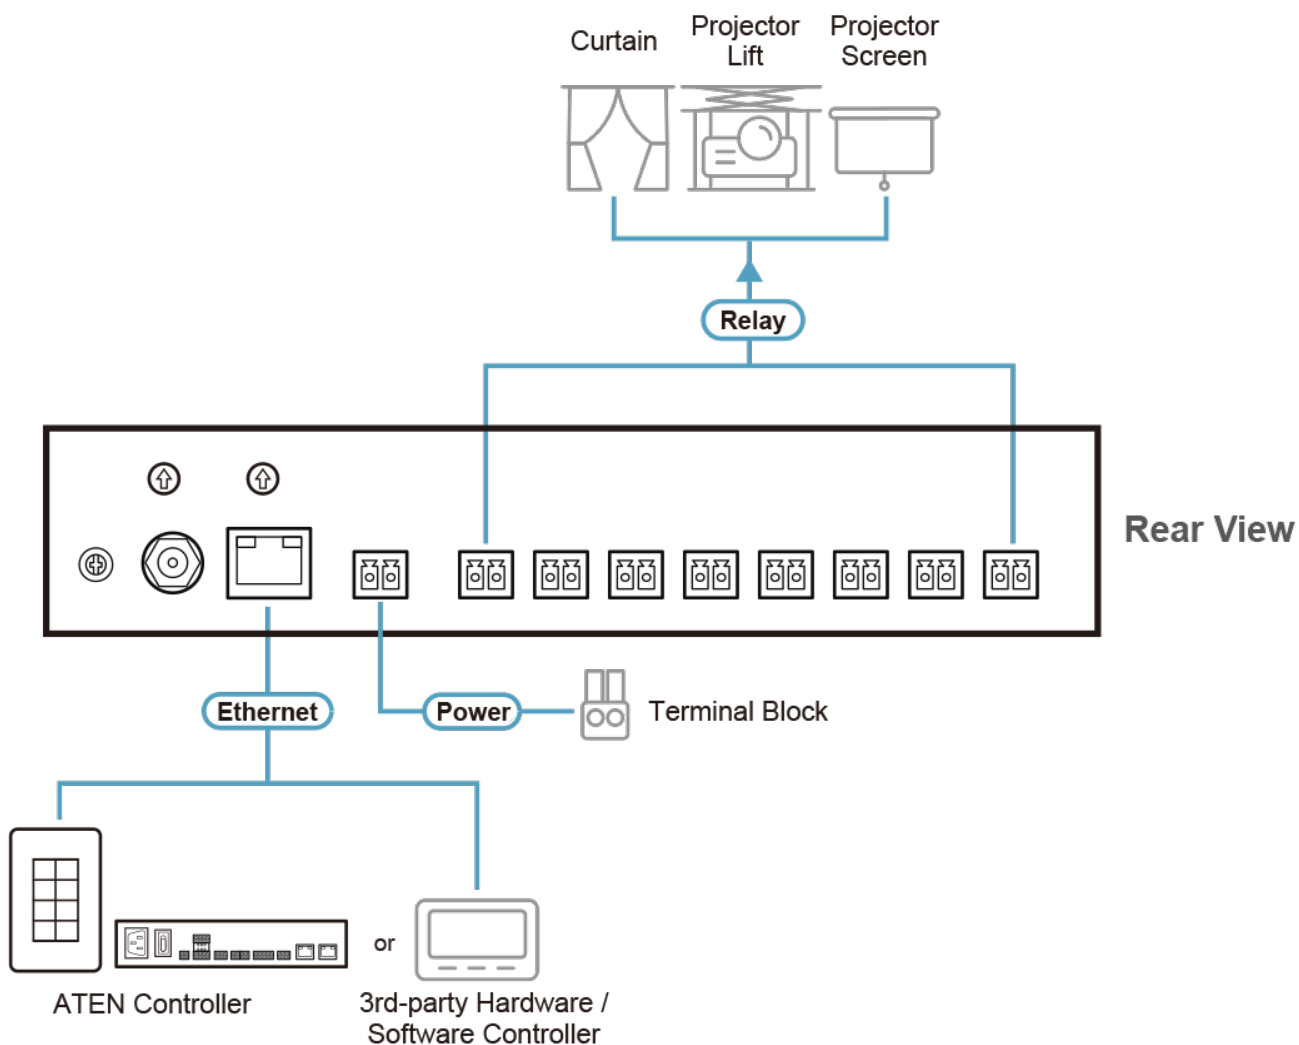 Curtain
Projector
Lift
Projector
Screen
Relay
Rear View
Ethernet
Power
Terminal Block
or
ATEN Controller
3rd-party Hardware /
Software Controller